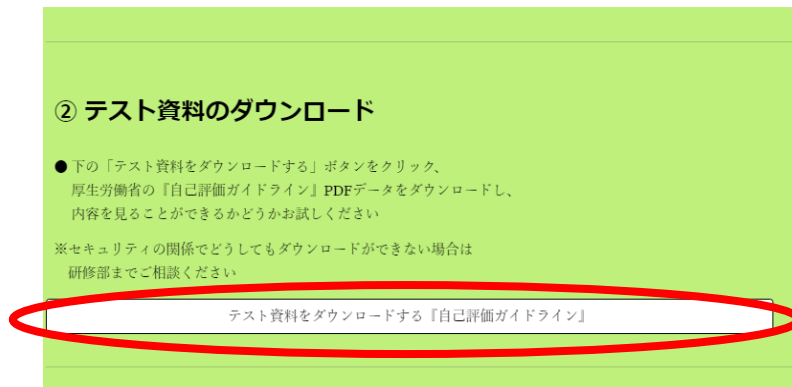 ② テスト資料のダウンロード
● 下の「テスト資料をダウンロードする」ボタンをクリック、
厚生労働省の『自己評価ガイドライン』PDFデータをダウンロードし、
内容を見ることができるかどうかお試しください
※セキュリティの関係でどうしてもダウンロードができない場合は
研修部までご相談ください
テスト資料をダウンロードする『自己評価ガイドライン』